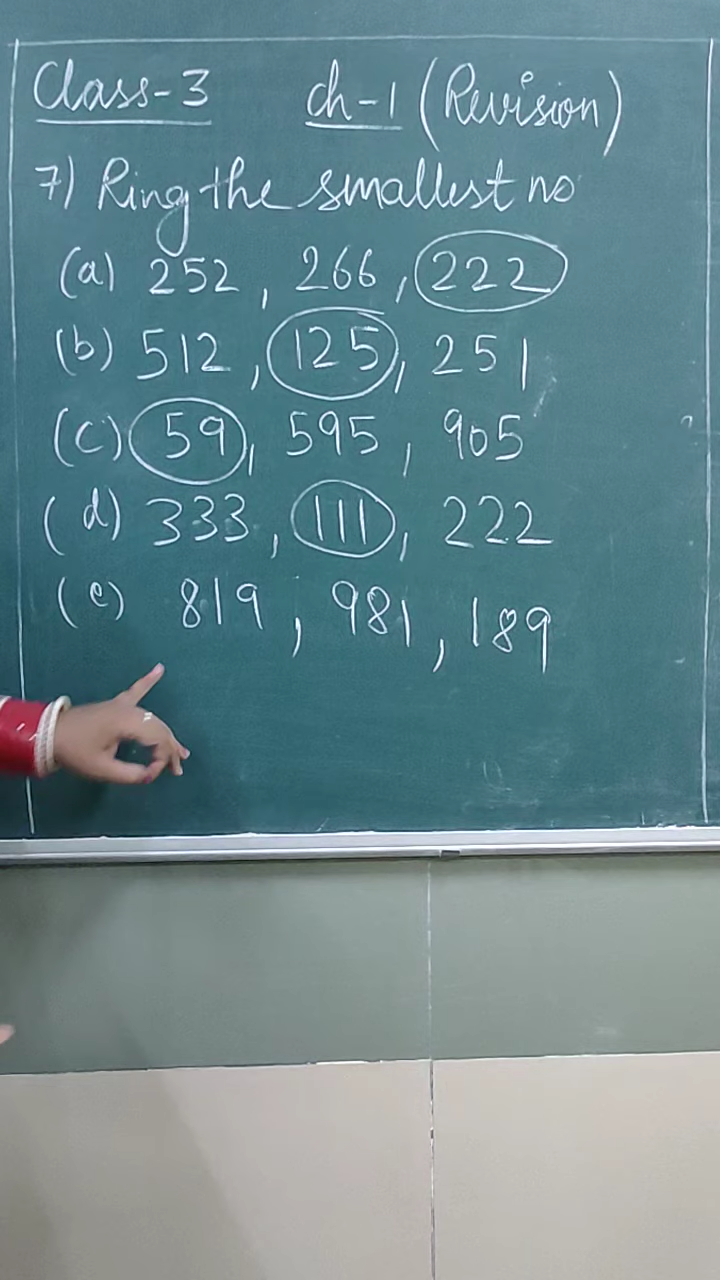 Class-3 ch-1 (Revision)
7) Ring the smallest no
(a) 252, 266, 222
(b) 512, 125, 251
(c) 59, 595, 905
(d) 333, 111, 222
(e) 819, 981, 189